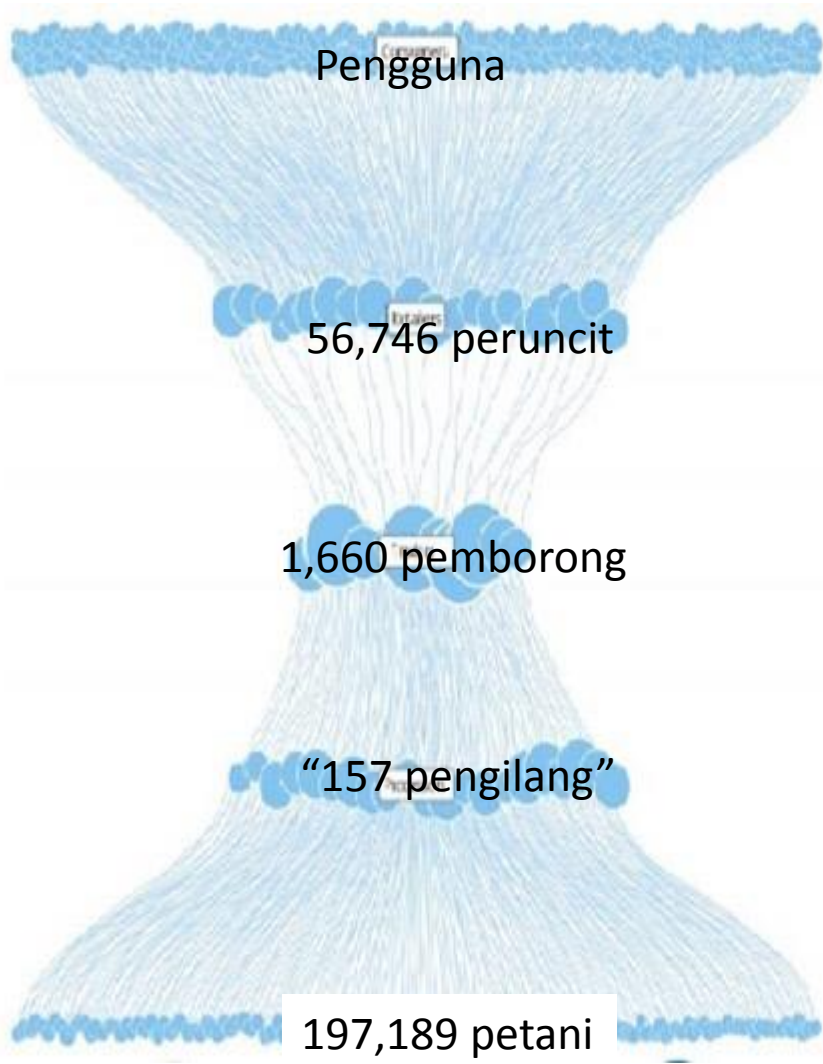 Pengguna
56,746 peruncit
1,660 pemborong
“157 pengilang”
197,189 petani